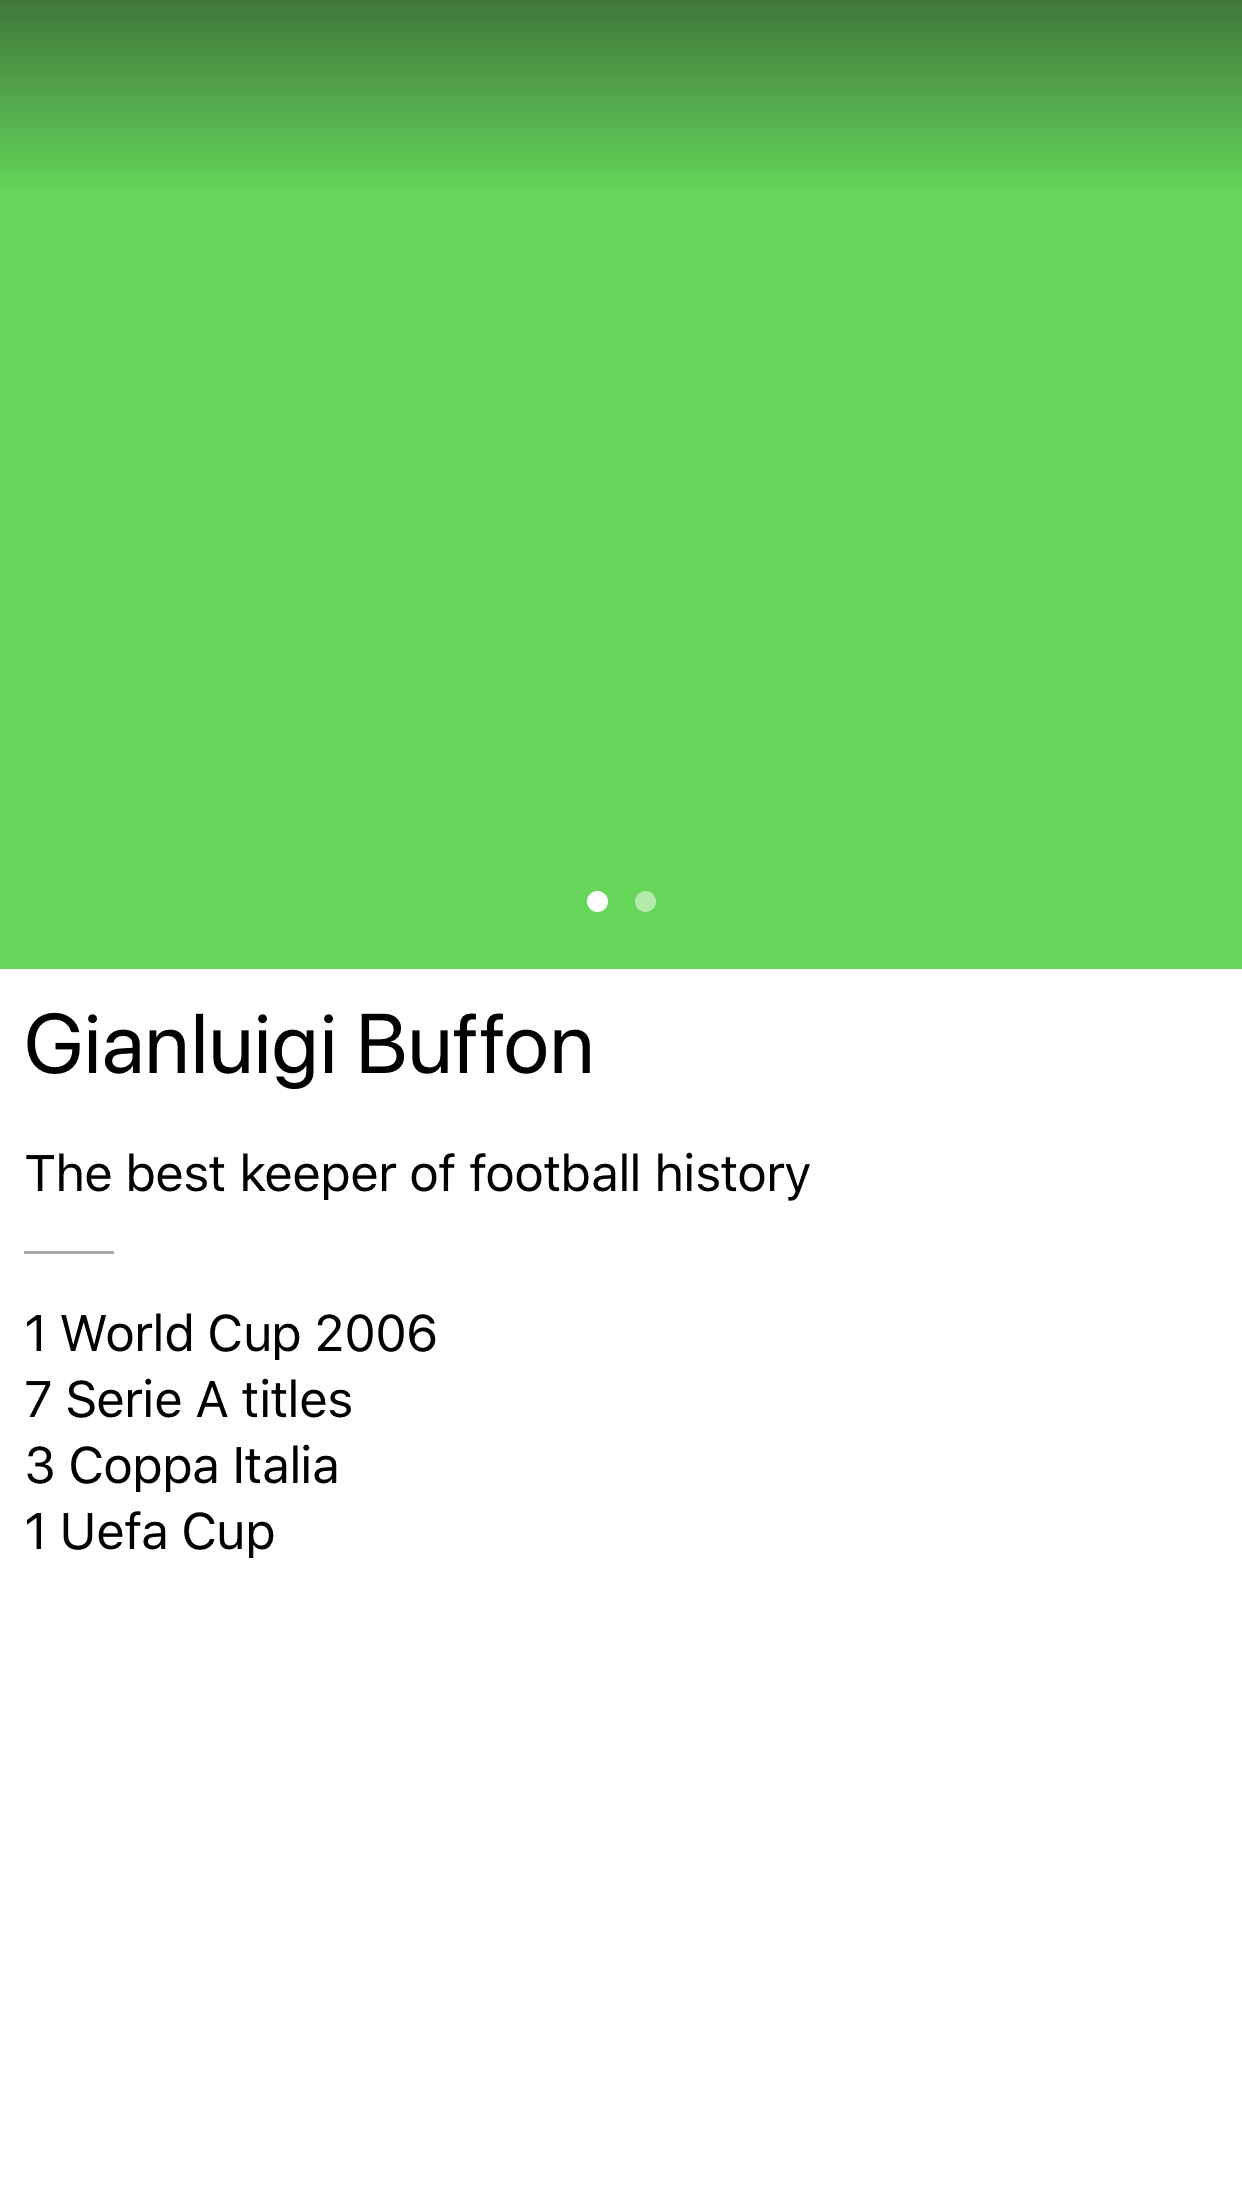 Gianluigi Buffon
The best keeper of football history
1 World Cup 2006
7 Serie A titles
3 Coppa Italia
1 Uefa Cup